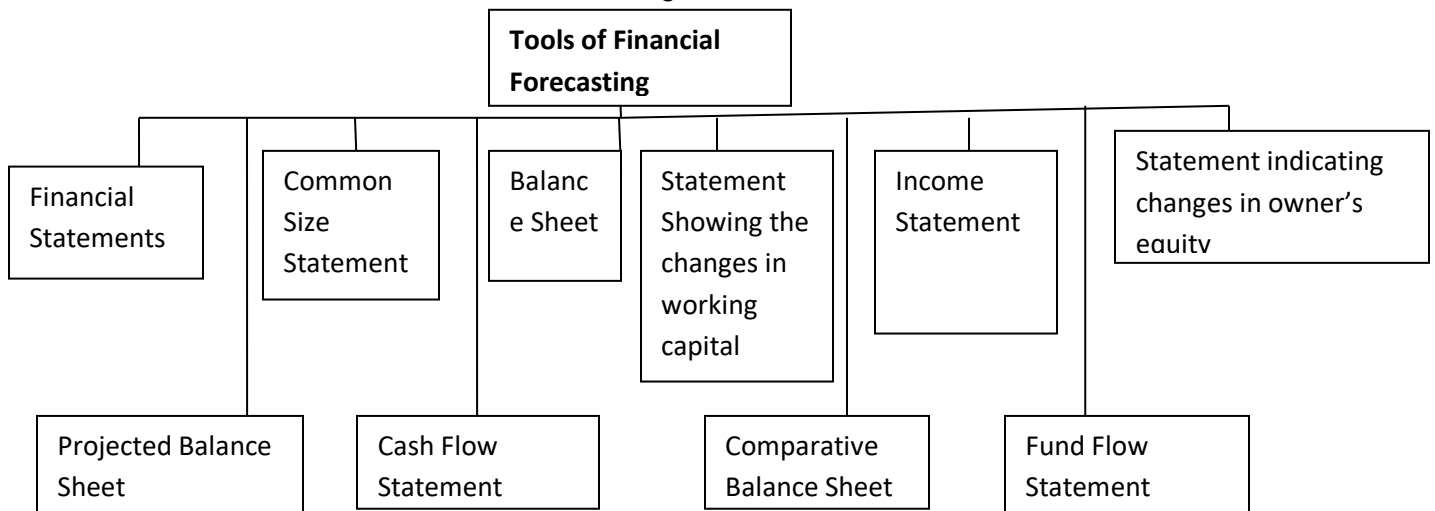 Tools of Financial
Forecasting
Financial
Statements
Common
Size
Statement
Balanc
e Sheet
Statement
Showing the
changes in
working
capital
Income
Statement
Statement indicating
changes in owner’s
equity
Projected Balance
Sheet
Cash Flow
Statement
Comparative
Balance Sheet
Fund Flow
Statement